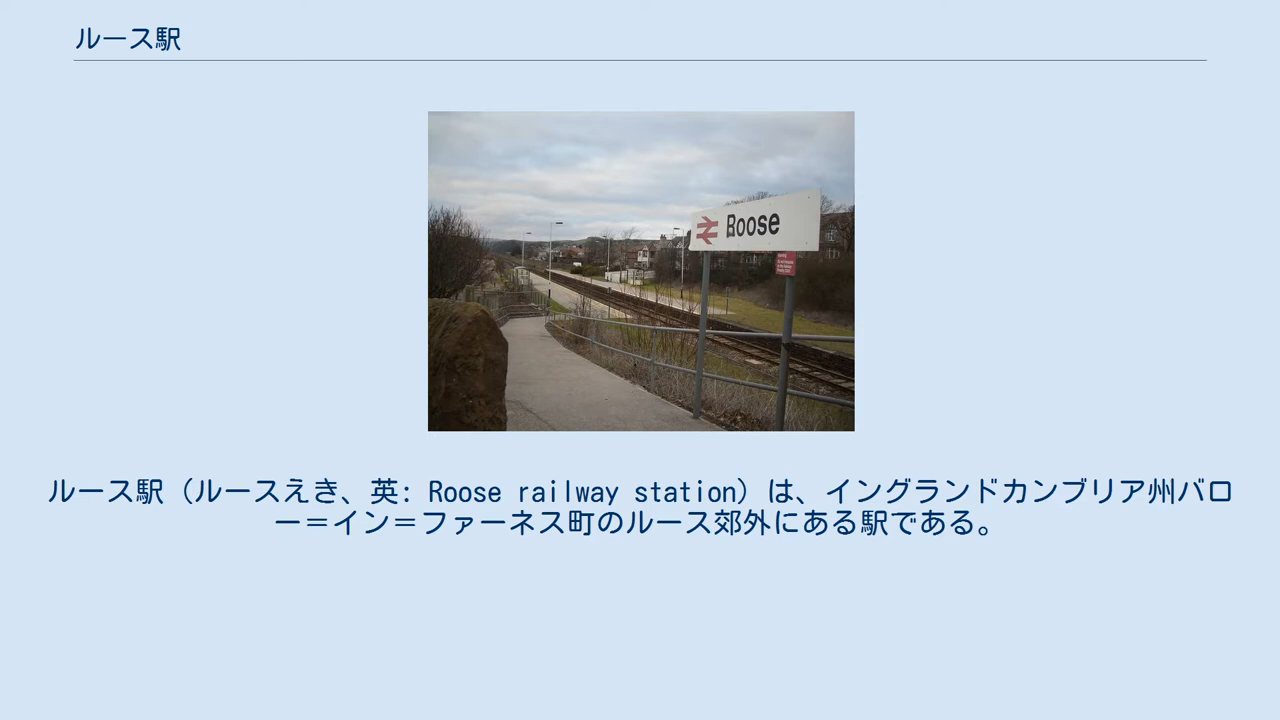 ルース駅
Roose
ルース駅（ルースえき、英: Roose railway station）は、イングランドカンブリア州バロ
ー＝イン＝ファーネス町のルース郊外にある駅である。